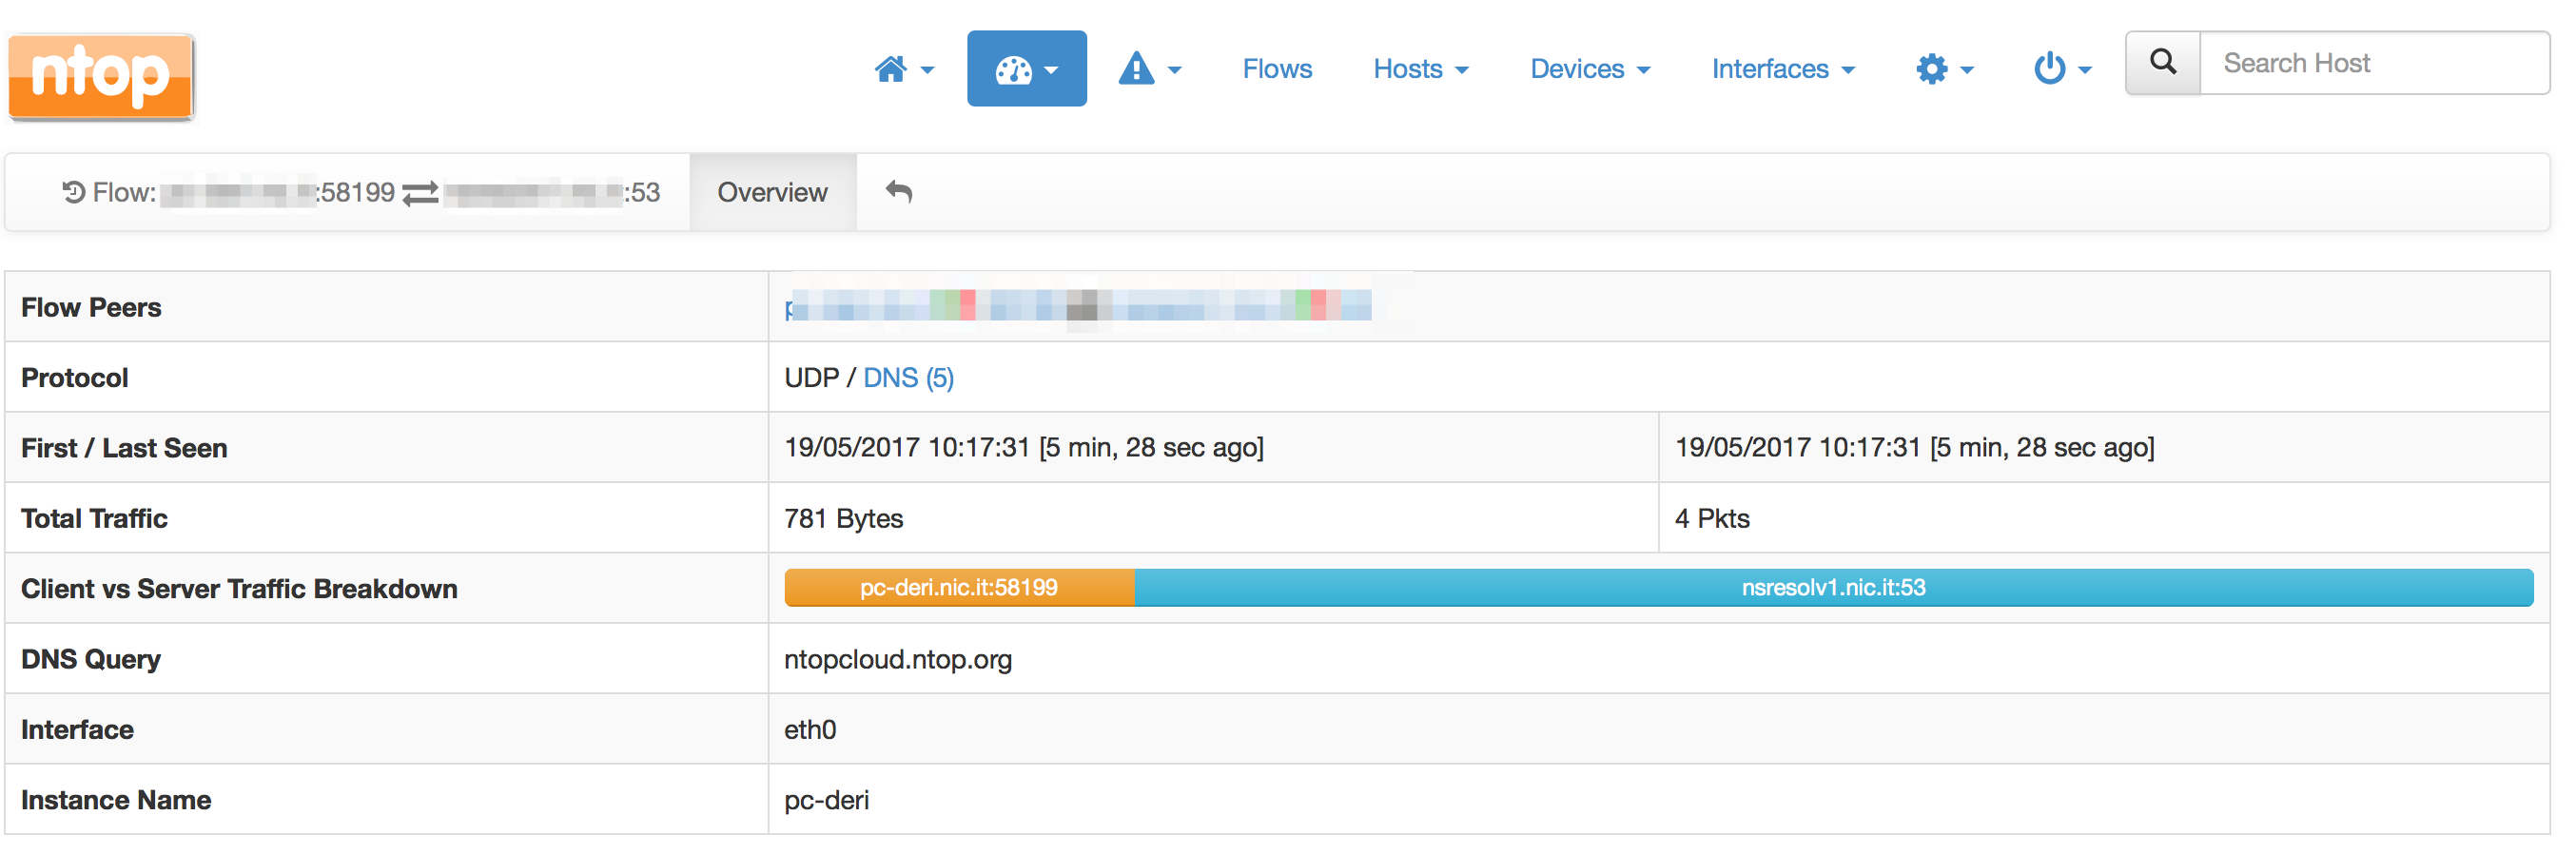 ntop
Flows Hosts Devices Interfaces Search Host
Flow: :58199 :53 Overview
Flow Peers
Protocol UDP / DNS (5)
First / Last Seen 19/05/2017 10:17:31 [5 min, 28 sec ago] 19/05/2017 10:17:31 [5 min, 28 sec ago]
Total Traffic 781 Bytes 4 Pkts
Client vs Server Traffic Breakdown pc-deri.nic.it:58199 nsresolv1.nic.it:53
DNS Query ntopcloud.ntop.org
Interface eth0
Instance Name pc-deri